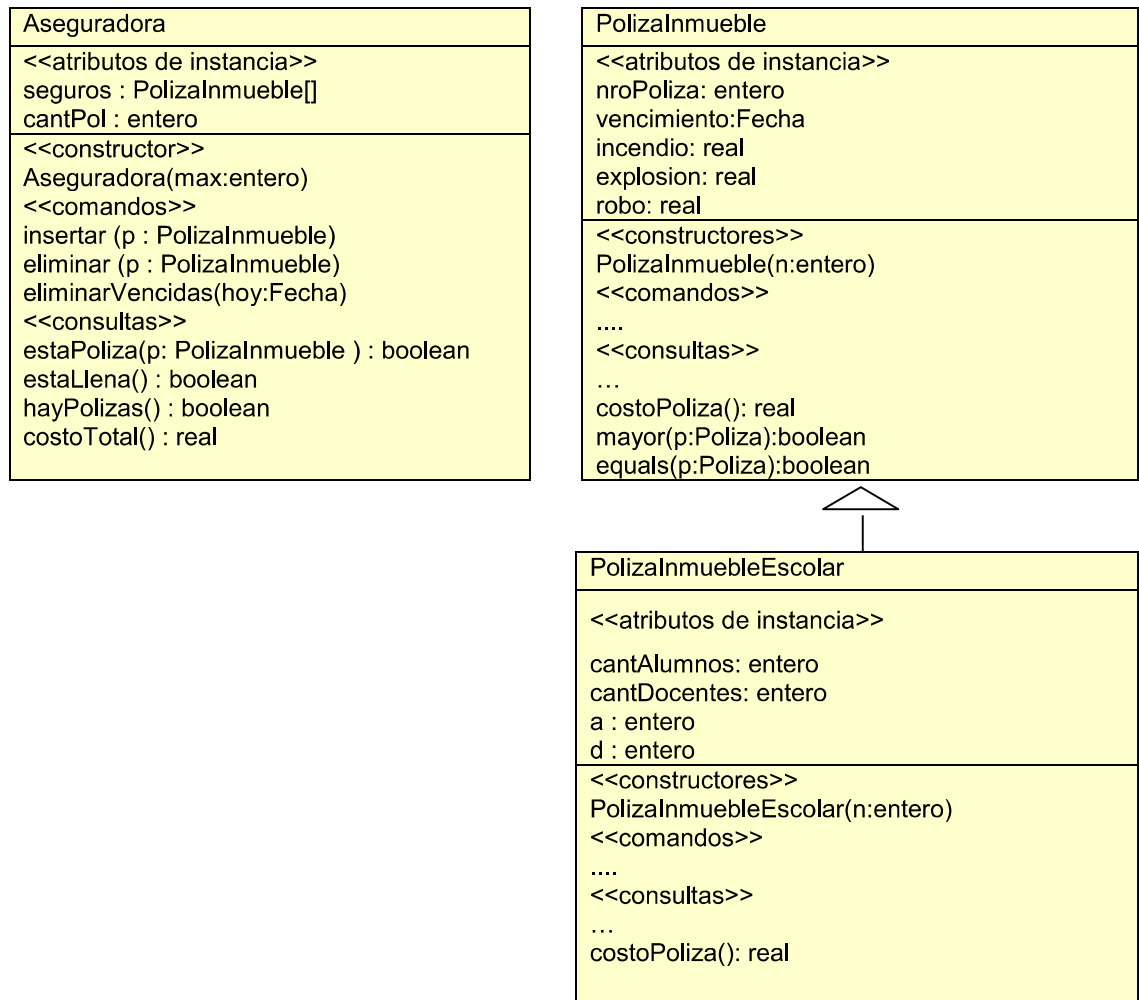 Aseguradora
<<atributos de instancia>>
seguros : PolizaInmueble[]
cantPol : entero
<<constructor>>
Aseguradora(max:entero)
<<comandos>>
insertar (p : PolizaInmueble)
eliminar (p : PolizaInmueble)
eliminarVencidas(hoy:Fecha)
<<consultas>>
estaPoliza(p: PolizaInmueble ) : boolean
estaLlena() : boolean
hayPolizas() : boolean
costoTotal() : real
PolizaInmueble
<<atributos de instancia>>
nroPoliza: entero
vencimiento:Fecha
incendio: real
explosion: real
robo: real
<<constructores>>
PolizaInmueble(n:entero)
<<comandos>>
....
<<consultas>>
…
costoPoliza(): real
mayor(p:Poliza):boolean
equals(p:Poliza):boolean
PolizaInmuebleEscolar
<<atributos de instancia>>
cantAlumnos: entero
cantDocentes: entero
a : entero
d : entero
<<constructores>>
PolizaInmuebleEscolar(n:entero)
<<comandos>>
....
<<consultas>>
…
costoPoliza(): real